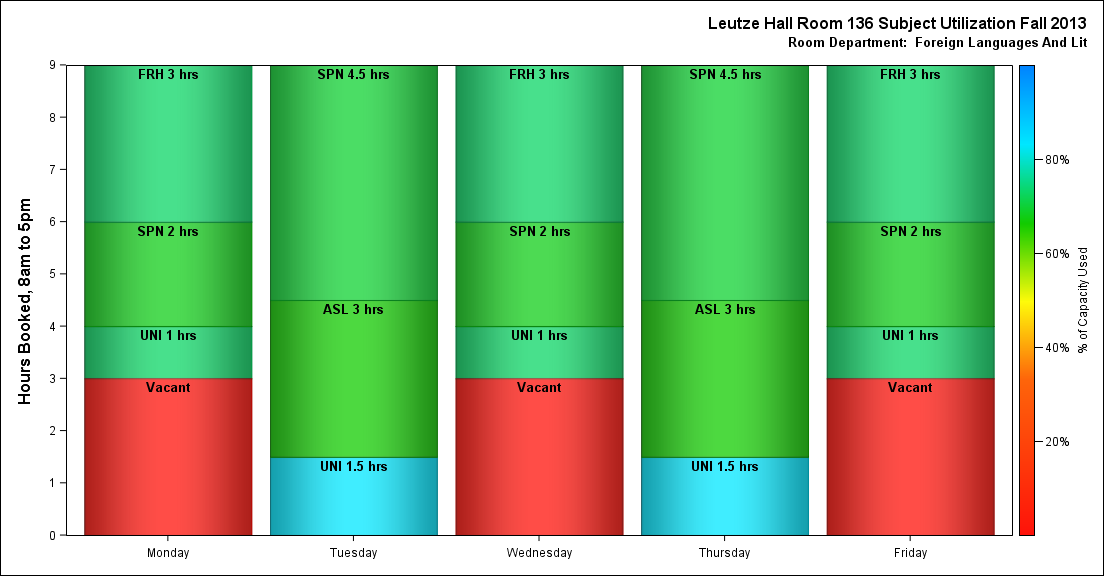 Leutze Hall Room 136 Subject Utilization Fall 2013
Room Department:  Foreign Languages And Lit
Hours Booked, 8am to 5pm
9
8
7
6
5
4
3
2
1
0
FRH 3 hrs
SPN 2 hrs
UNI 1 hrs
Vacant
SPN 4.5 hrs
ASL 3 hrs
UNI 1.5 hrs
FRH 3 hrs
SPN 2 hrs
UNI 1 hrs
Vacant
SPN 4.5 hrs
ASL 3 hrs
UNI 1.5 hrs
FRH 3 hrs
SPN 2 hrs
UNI 1 hrs
Vacant
Monday
Tuesday
Wednesday
Thursday
Friday
80%
60%
40%
20%
% of Capacity Used